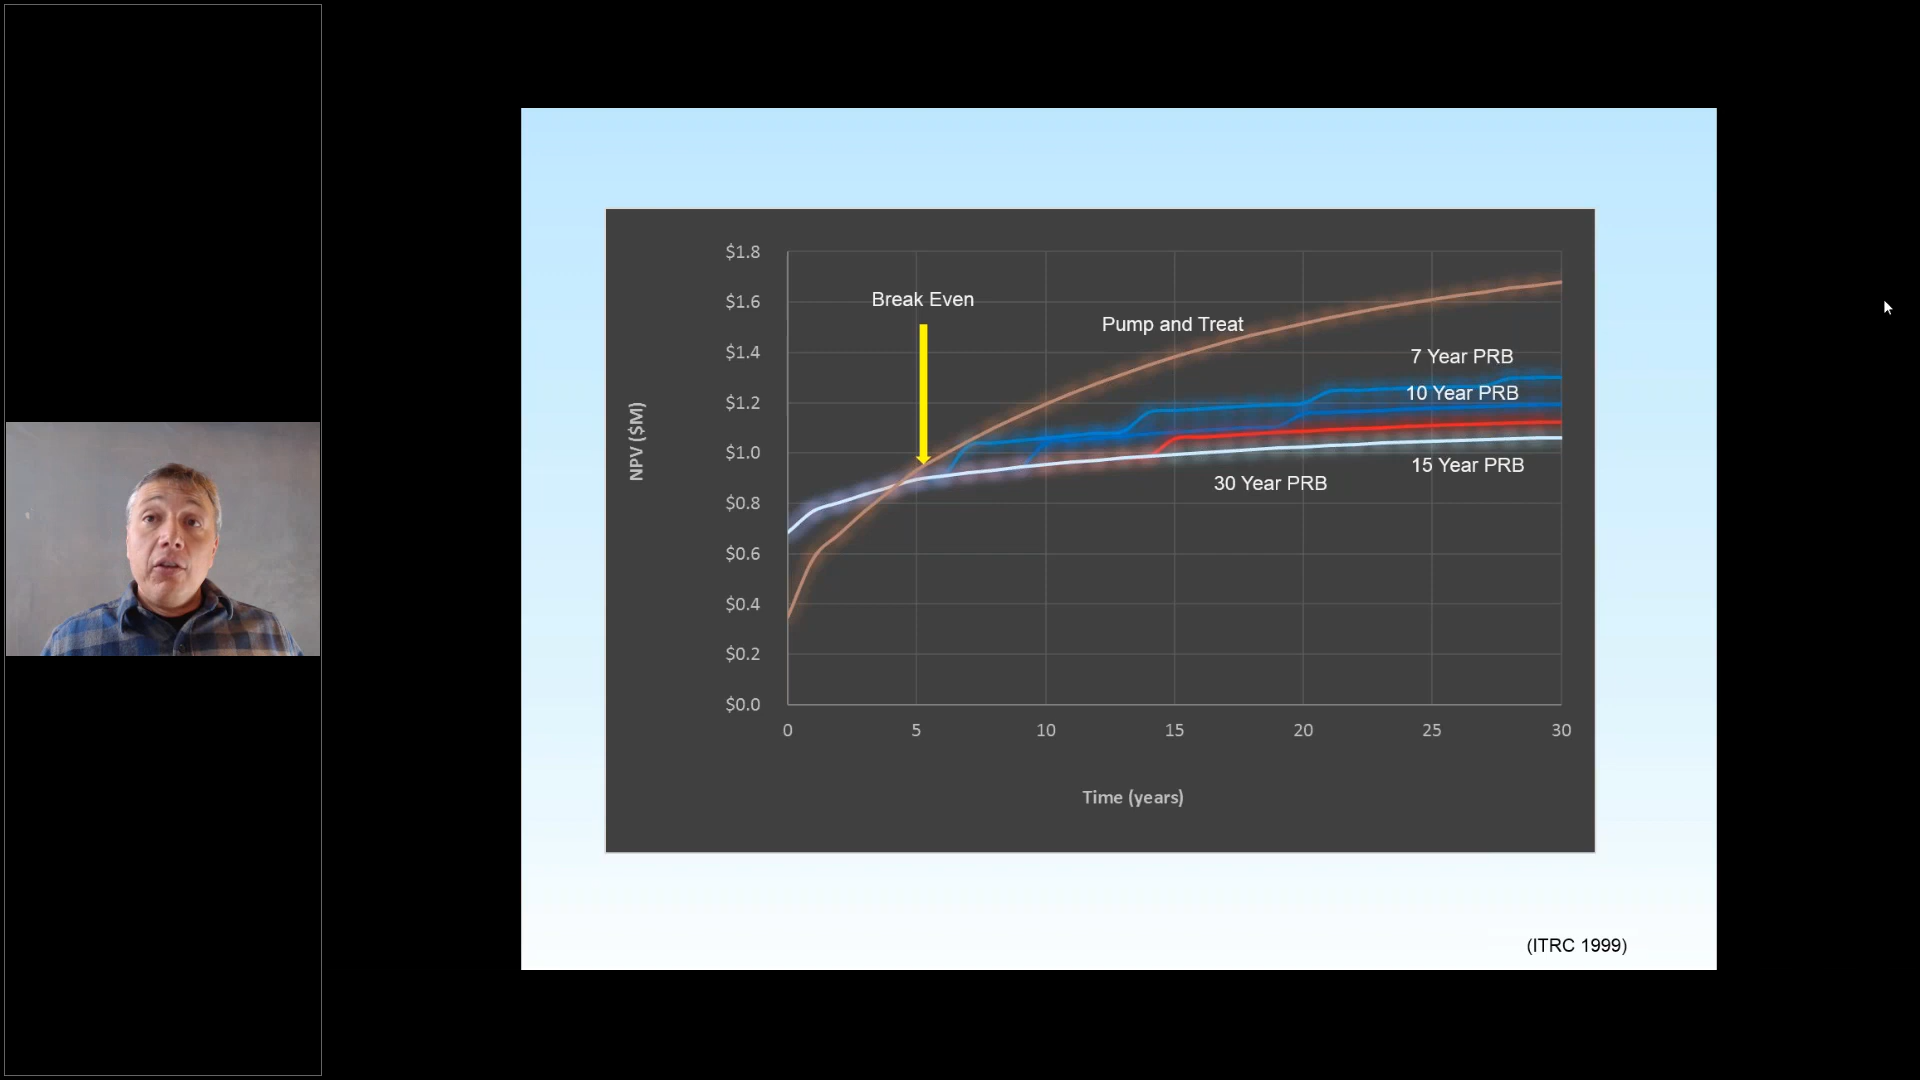 $1.8
$1.6
$1.4
$1.2
$1.0
$0.8
$0.6
$0.4
$0.2
$0.0
NPV ($M)
Break Even
Pump and Treat
7 Year PRB
10 Year PRB
15 Year PRB
30 Year PRB
0 5 10 15 20 25 30
Time (years)
(ITRC 1999)